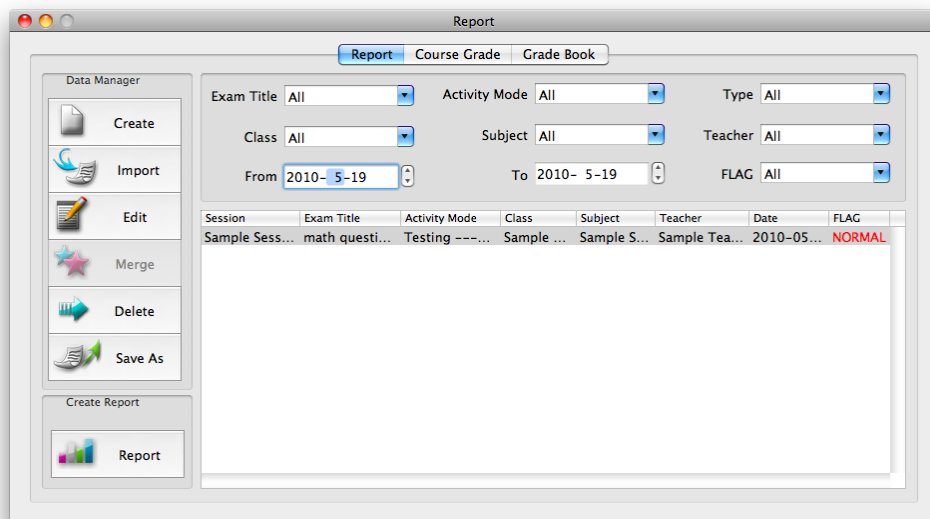 Report
Report Course Grade Grade Book
Data Manager
Create
Import
Edit
Merge
Delete
Save As
Create Report
Report
Exam Title All Activity Mode All Type All
Class All Subject All Teacher All
From 2010- 5-19 To 2010- 5-19 FLAG All
Session Exam Title Activity Mode Class Subject Teacher Date FLAG
Sample Sess... math questi... Testing ---... Sample ... Sample S... Sample Tea... 2010-05... NORMAL